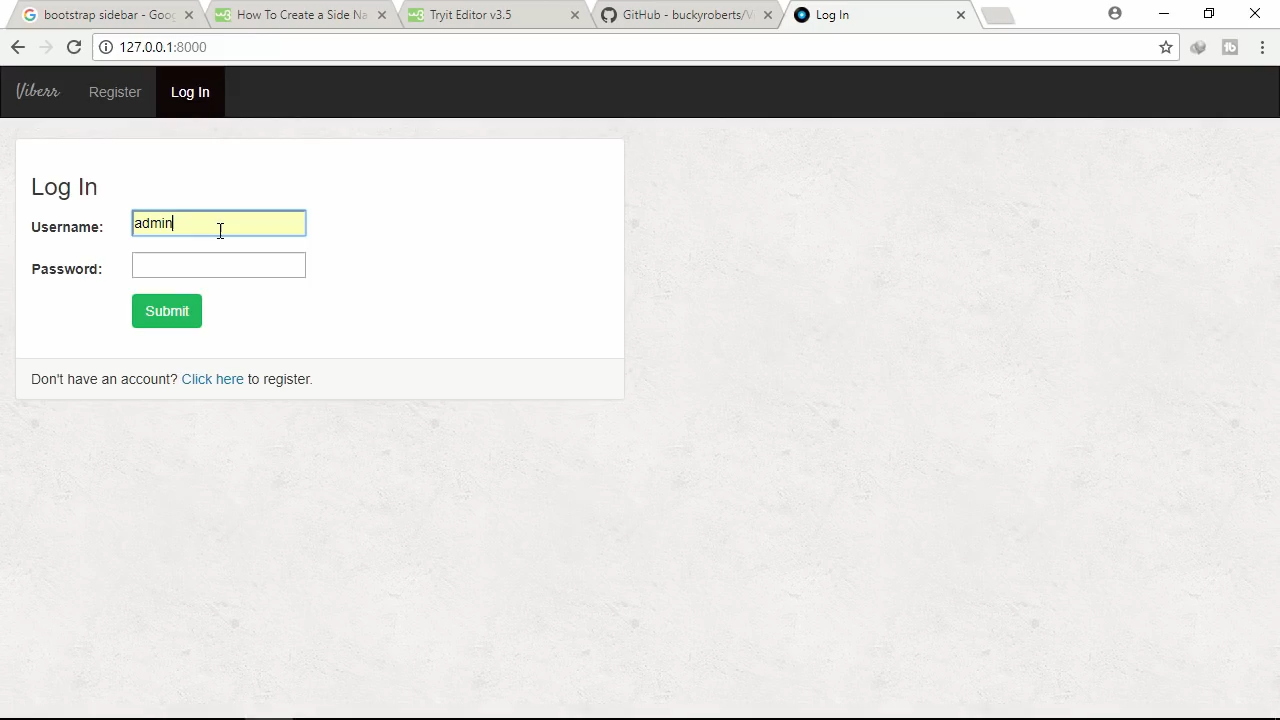 bootstrap sidebar - Goo
How To Create a Side Na
Tryit Editor v3.5
GitHub - buckyroberts/V
Log In
127.0.0.1:8000
Viberr
Register
Log In
Log In
Username:
admin
Password:
Submit
Don't have an account? Click here to register.